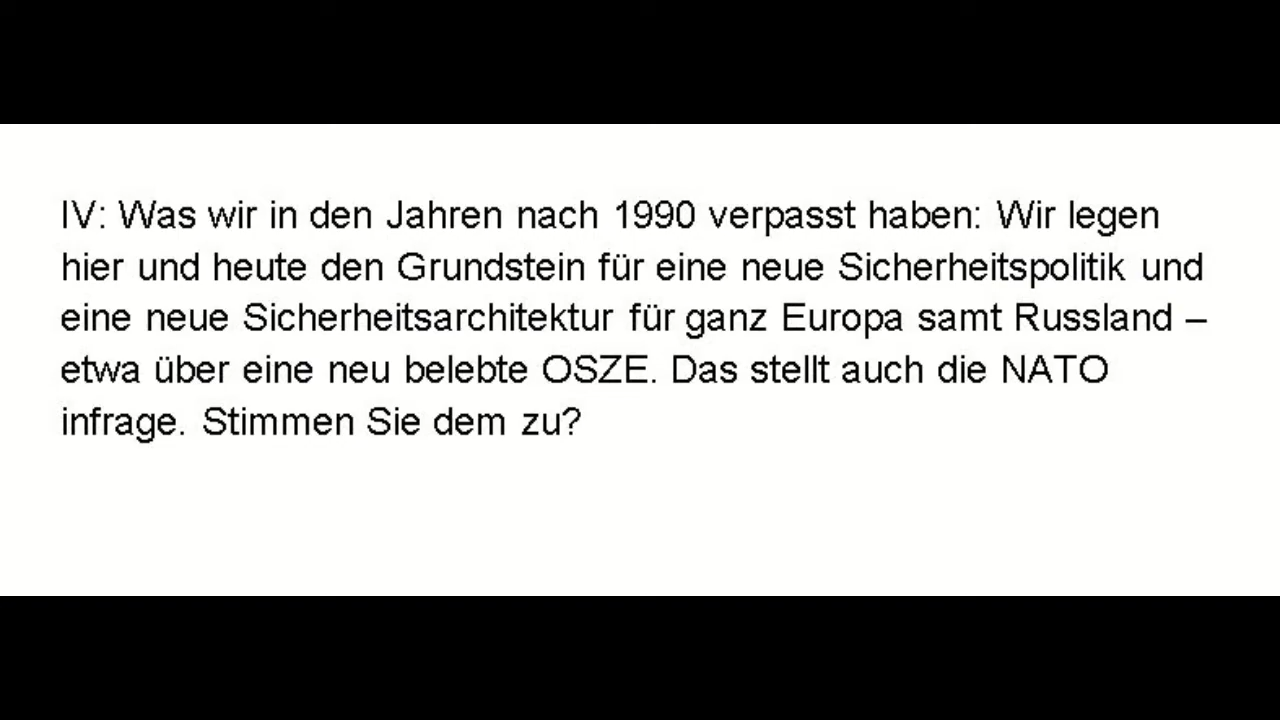 IV: Was wir in den Jahren nach 1990 verpasst haben: Wir legen
hier und heute den Grundstein für eine neue Sicherheitspolitik und
eine neue Sicherheitsarchitektur für ganz Europa samt Russland –
etwa über eine neu belebte OSZE. Das stellt auch die NATO
infrage. Stimmen Sie dem zu?